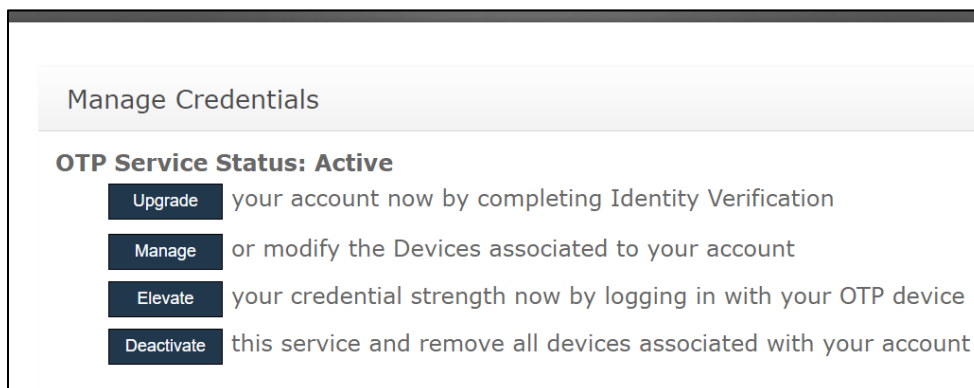 Manage Credentials
OTP Service Status: Active
Upgrade your account now by completing Identity Verification
Manage or modify the Devices associated to your account
Elevate your credential strength now by logging in with your OTP device
Deactivate this service and remove all devices associated with your account